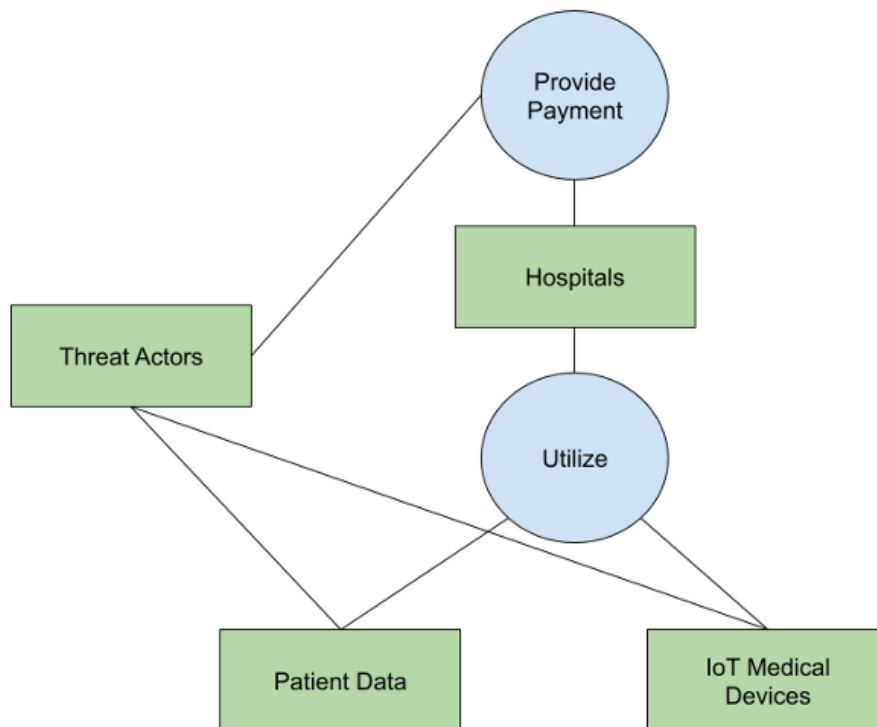 Provide
Payment
Hospitals
Threat Actors
Utilize
Patient Data
IoT Medical
Devices